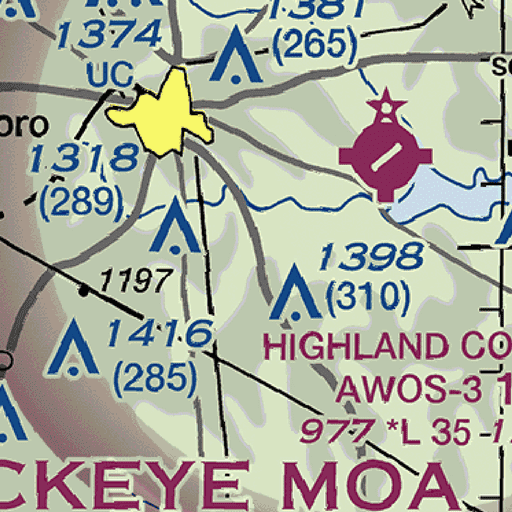 1381
(265)
1374
UC
oro
1318
(289)
1398
(310)
1197
1416
(285)
HIGHLAND CO
AWOS-3 1
977 *L 35
CKEYE MOA